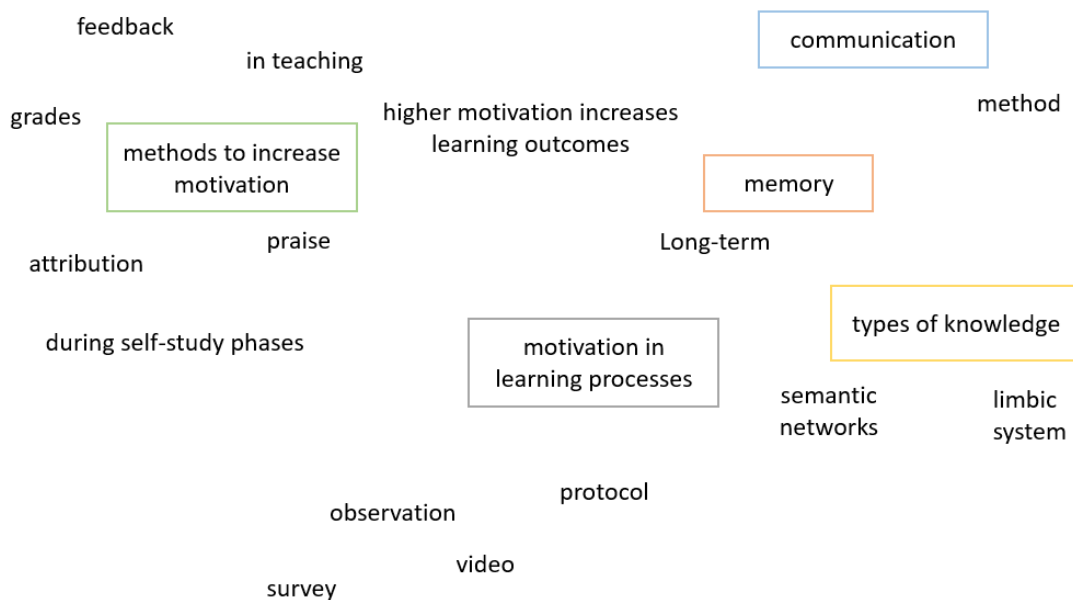 feedback
in teaching
communication
grades
higher motivation increases
learning outcomes
method
methods to increase
motivation
memory
praise
Long-term
attribution
during self-study phases
motivation in
learning processes
types of knowledge
semantic
networks
limbic
system
protocol
observation
video
survey